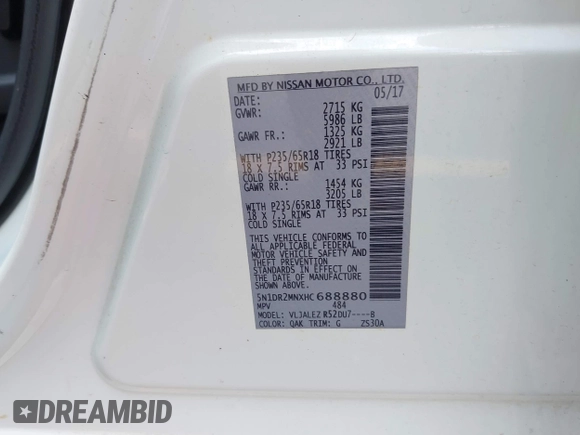 MFD BY NISSAN MOTOR CO., LTD.
DATE: 05/17
GVWR: 2715 KG
5986 LB
GAWR FR.: 1325 KG
2921 LB
WITH P235/65R18 TIRES
18 X 7.5 RIMS AT 33 PSI
COLD SINGLE
GAWR RR.: 1454 KG
3205 LB
WITH P235/65R18 TIRES
18 X 7.5 RIMS AT 33 PSI
COLD SINGLE
THIS VEHICLE CONFORMS TO
ALL APPLICABLE FEDERAL
MOTOR VEHICLE SAFETY AND
THEFT PREVENTION
STANDARDS IN EFFECT ON
THE DATE OF MANUFACTURE
SHOWN ABOVE.
5N1DR2MNXHC688880
MPV 484
MODEL: VLJALEZ R52DU7----B
COLOR: QAK TRIM: G ZS30A
DREAMBID